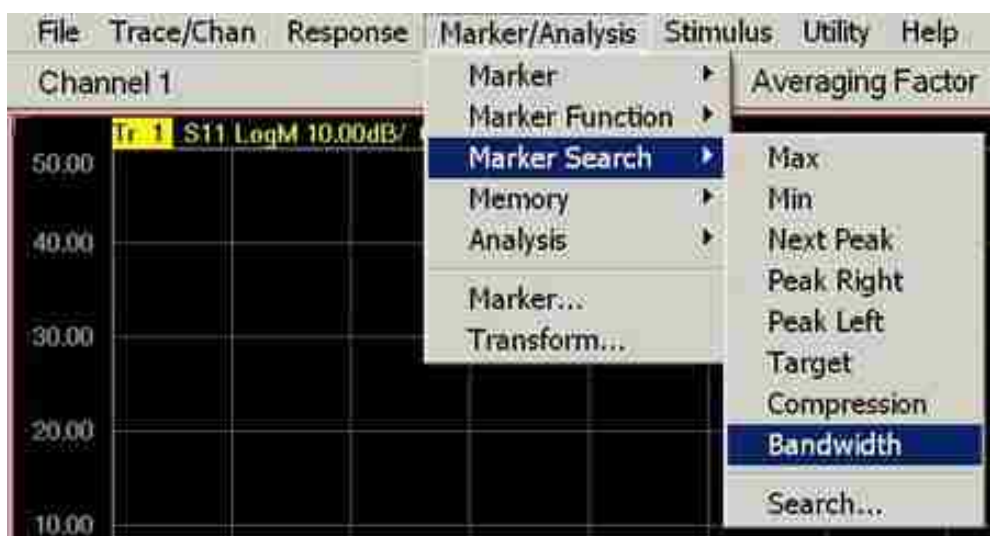 File Trace/Chan Response Marker/Analysis Stimulus Utility Help
Channel 1
Averaging Factor
Tr 1 S11 LogM 10.00dB/
50.00
40.00
30.00
20.00
10.00
Marker
Marker Function
Marker Search
Memory
Analysis
Marker...
Transform...
Max
Min
Next Peak
Peak Right
Peak Left
Target
Compression
Bandwidth
Search...